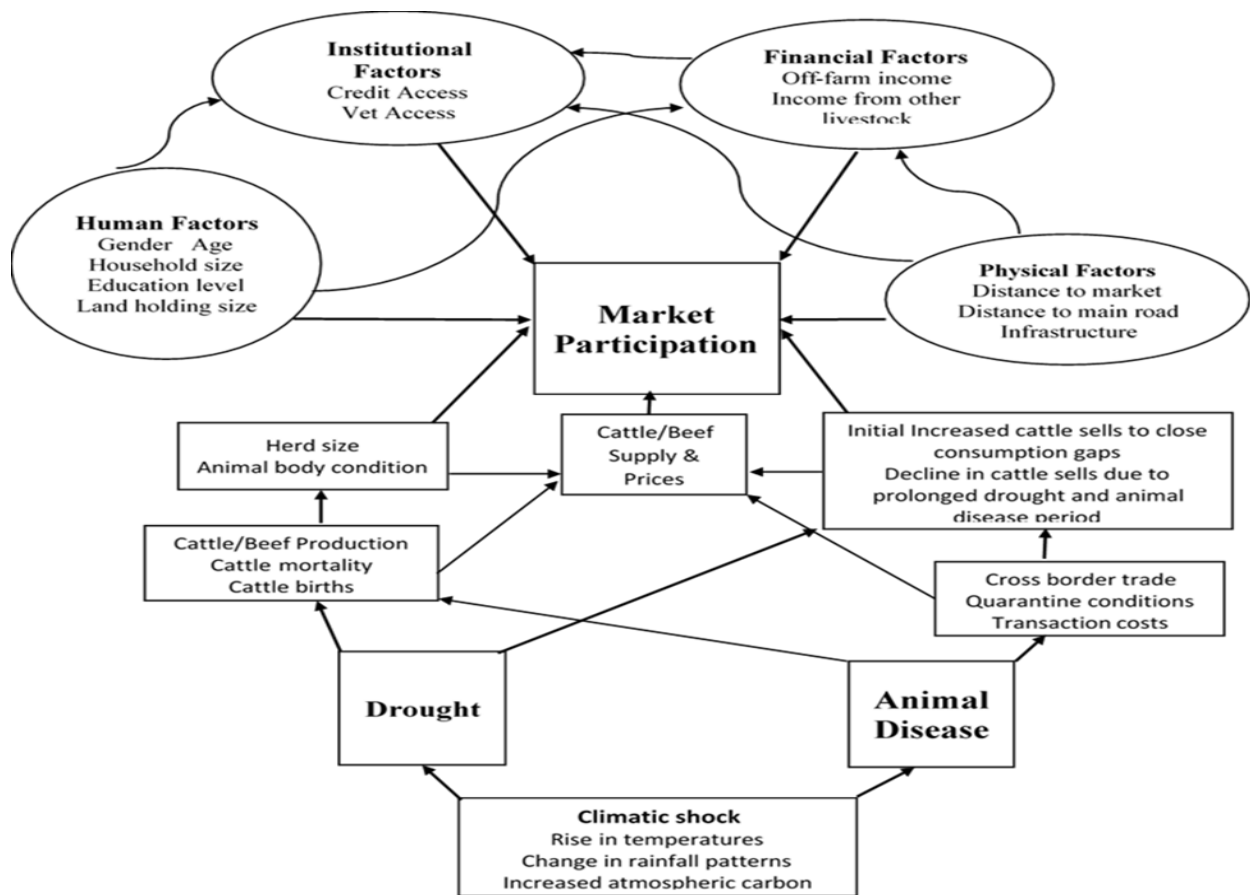 Institutional
Factors
Credit Access
Vet Access
Financial Factors
Off-farm income
Income from other
livestock
Human Factors
Gender Age
Household size
Education level
Land holding size
Physical Factors
Distance to market
Distance to main road
Infrastructure
Market
Participation
Herd size
Animal body condition
Cattle/Beef
Supply &
Prices
Initial Increased cattle sells to close
consumption gaps
Decline in cattle sells due to
prolonged drought and animal
disease period
Cattle/Beef Production
Cattle mortality
Cattle births
Cross border trade
Quarantine conditions
Transaction costs
Drought
Animal
Disease
Climatic shock
Rise in temperatures
Change in rainfall patterns
Increased atmospheric carbon